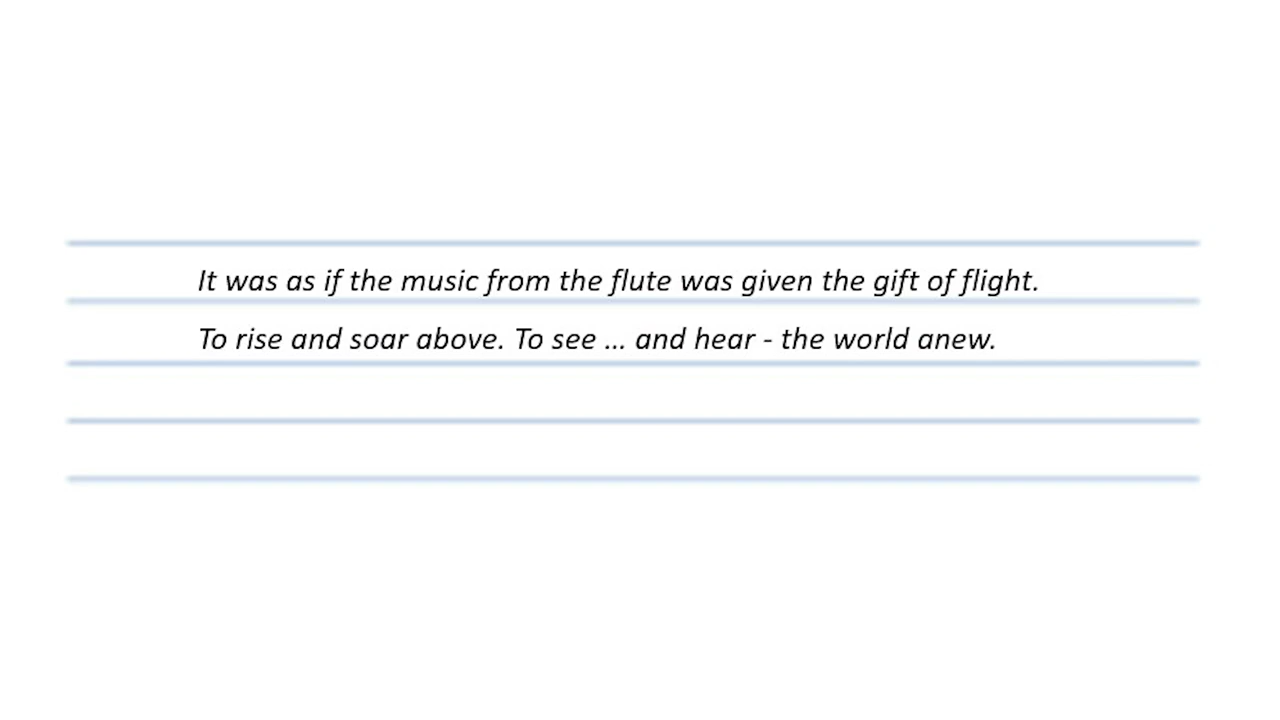 It was as if the music from the flute was given the gift of flight.
To rise and soar above. To see ... and hear - the world anew.